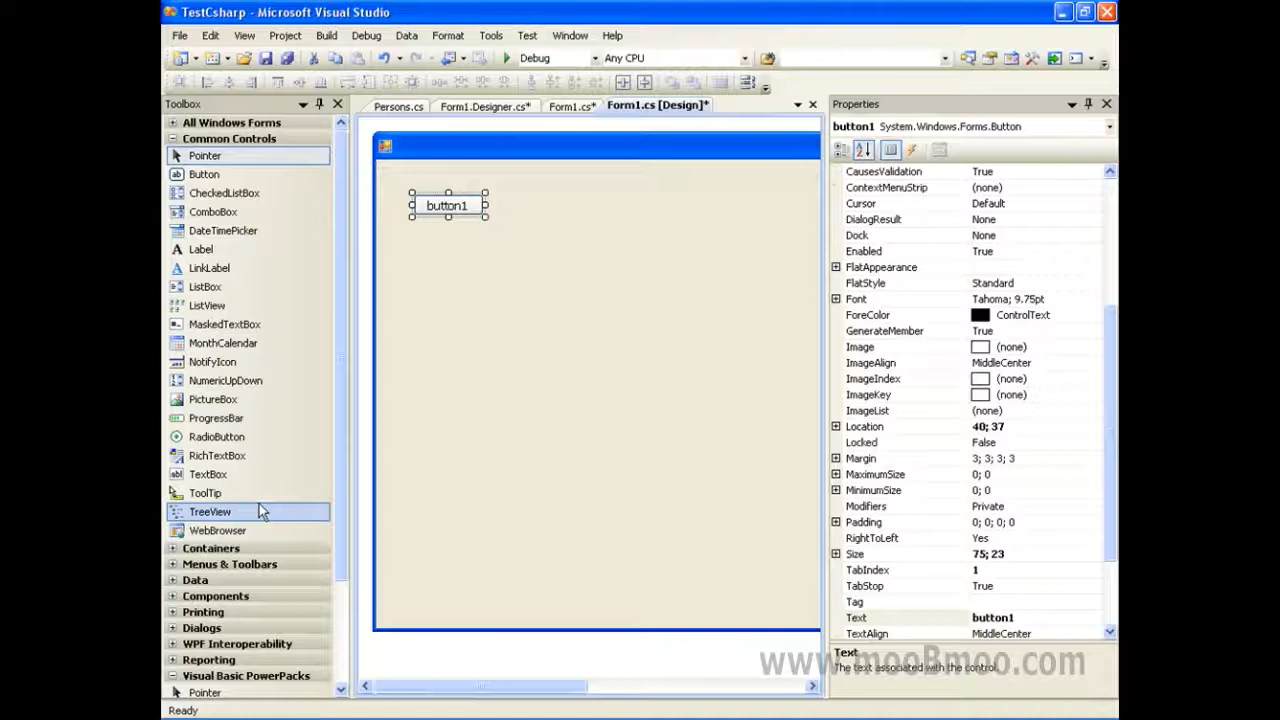 TestCsharp - Microsoft Visual Studio
File Edit View Project Build Debug Data Format Tools Test Window Help
Debug Any CPU
Toolbox
All Windows Forms
Common Controls
Pointer
Button
CheckedListBox
ComboBox
DateTimePicker
Label
LinkLabel
ListBox
ListView
MaskedTextBox
MonthCalendar
NotifyIcon
NumericUpDown
PictureBox
ProgressBar
RadioButton
RichTextBox
TextBox
ToolTip
TreeView
WebBrowser
Containers
Menus & Toolbars
Data
Components
Printing
Dialogs
WPF Interoperability
Reporting
Visual Basic PowerPacks
Pointer
Persons.cs Form1.Designer.cs* Form1.cs* Form1.cs [Design]*
button1
Properties
button1 System.Windows.Forms.Button
CausesValidation True
ContextMenuStrip (none)
Cursor Default
DialogResult None
Dock None
Enabled True
FlatAppearance
FlatStyle Standard
Font Tahoma; 9.75pt
ForeColor ControlText
GenerateMember True
Image (none)
ImageAlign MiddleCenter
ImageIndex (none)
ImageKey (none)
ImageList (none)
Location 40; 37
Locked False
Margin 3; 3; 3; 3
MaximumSize 0; 0
MinimumSize 0; 0
Modifiers Private
Padding 0; 0; 0; 0
RightToLeft Yes
Size 75; 23
TabIndex 1
TabStop True
Tag
Text button1
TextAlign MiddleCenter
Text
The text associated with the control.
www.mooBmoo.com
Ready